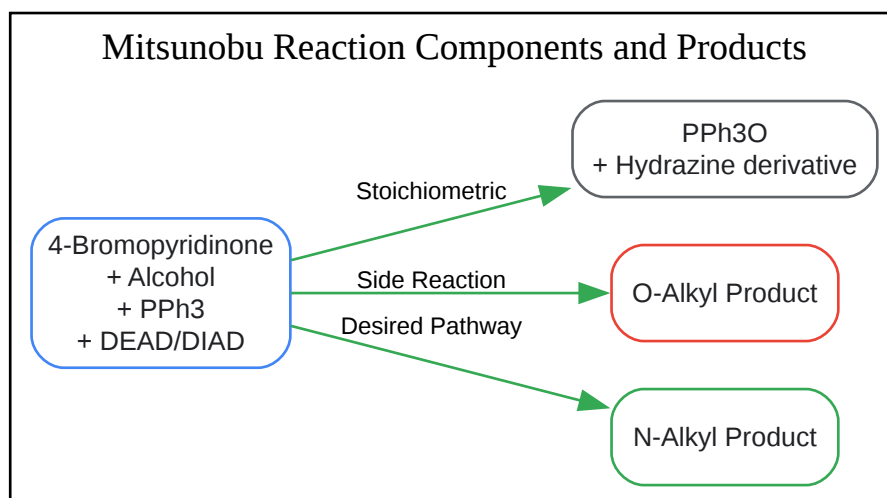 Mitsunobu Reaction Components and Products
PPh3O
+ Hydrazine derivative
Stoichiometric
4-Bromopyridinone
+ Alcohol
+ PPh3
+ DEAD/DIAD
Side Reaction
O-Alkyl Product
Desired Pathway
N-Alkyl Product